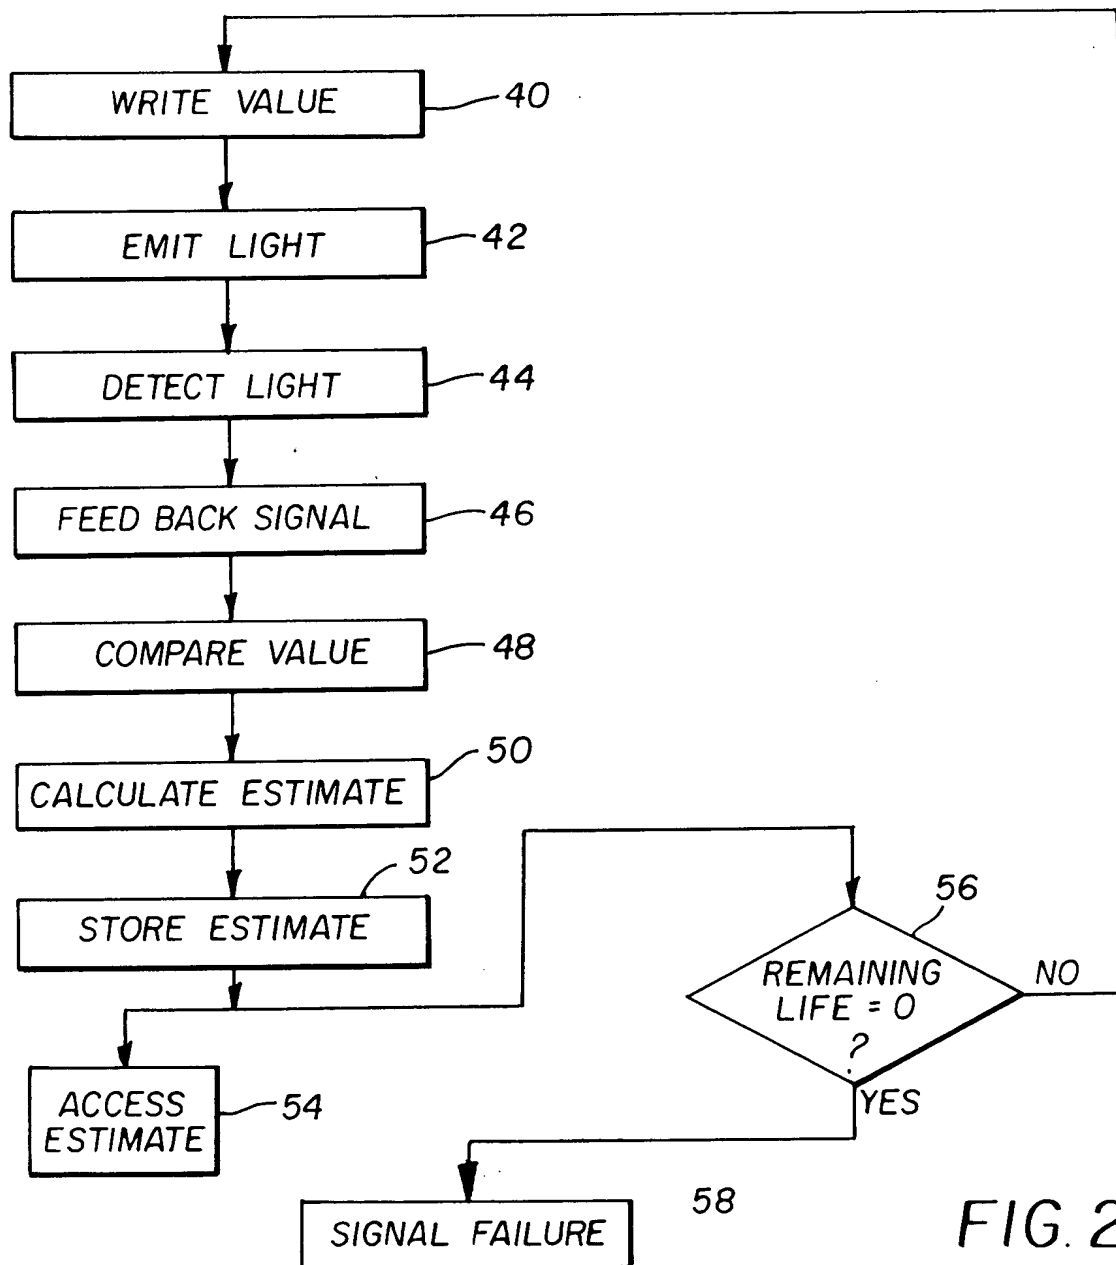 WRITE VALUE
40
EMIT LIGHT
42
DETECT LIGHT
44
FEED BACK SIGNAL
46
COMPARE VALUE
48
CALCULATE ESTIMATE
50
STORE ESTIMATE
52
56
REMAINING
LIFE = 0
?
NO
YES
ACCESS
ESTIMATE
54
SIGNAL FAILURE
58
FIG. 2